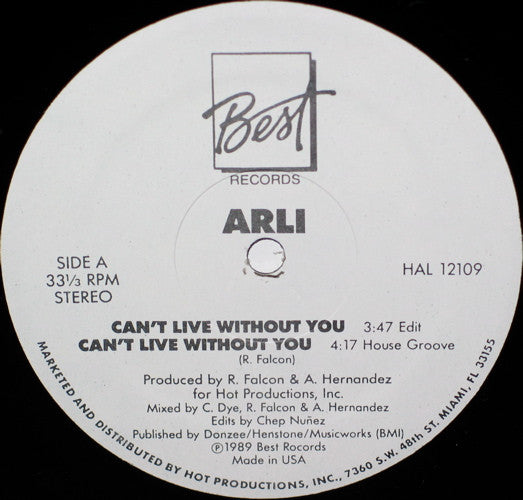 Best
RECORDS
ARLI
SIDE A
33⅓ RPM
STEREO
HAL 12109
CAN'T LIVE WITHOUT YOU 3:47 Edit
CAN'T LIVE WITHOUT YOU 4:17 House Groove
(R. Falcon)
Produced by R. Falcon & A. Hernandez
for Hot Productions, Inc.
Mixed by C. Dye, R. Falcon & A. Hernandez
Edits by Chep Nuñez
Published by Donzee/Henstone/Musicworks (BMI)
℗1989 Best Records
Made in USA
MARKETED AND DISTRIBUTED BY HOT PRODUCTIONS, INC., 7360 S.W. 48th ST. MIAMI, FL 33155